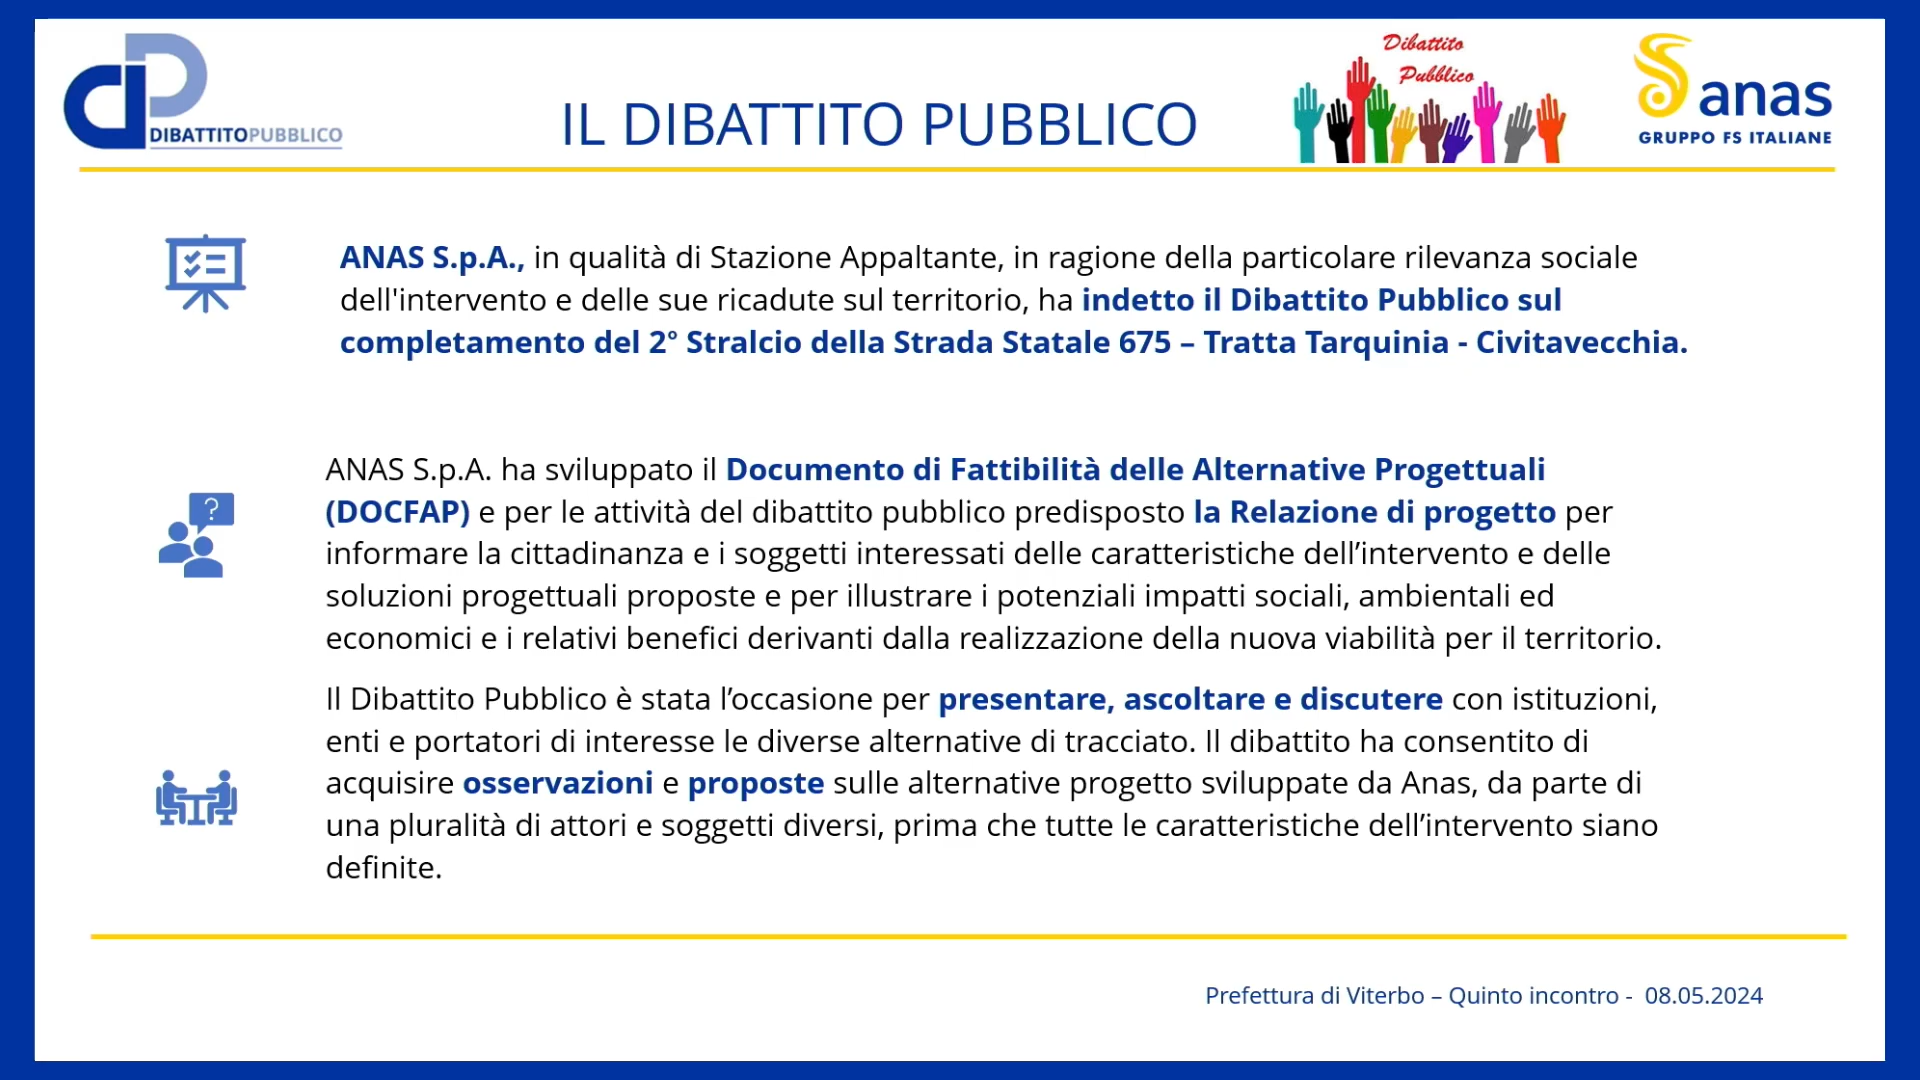 DIBATTITOPUBBLICO
IL DIBATTITO PUBBLICO
Dibattito
Pubblico
anas
GRUPPO FS ITALIANE
ANAS S.p.A., in qualità di Stazione Appaltante, in ragione della particolare rilevanza sociale
dell'intervento e delle sue ricadute sul territorio, ha indetto il Dibattito Pubblico sul
completamento del 2° Stralcio della Strada Statale 675 – Tratta Tarquinia - Civitavecchia.
ANAS S.p.A. ha sviluppato il Documento di Fattibilità delle Alternative Progettuali
(DOCFAP) e per le attività del dibattito pubblico predisposto la Relazione di progetto per
informare la cittadinanza e i soggetti interessati delle caratteristiche dell’intervento e delle
soluzioni progettuali proposte e per illustrare i potenziali impatti sociali, ambientali ed
economici e i relativi benefici derivanti dalla realizzazione della nuova viabilità per il territorio.
Il Dibattito Pubblico è stata l’occasione per presentare, ascoltare e discutere con istituzioni,
enti e portatori di interesse le diverse alternative di tracciato. Il dibattito ha consentito di
acquisire osservazioni e proposte sulle alternative progetto sviluppate da Anas, da parte di
una pluralità di attori e soggetti diversi, prima che tutte le caratteristiche dell’intervento siano
definite.
Prefettura di Viterbo – Quinto incontro - 08.05.2024